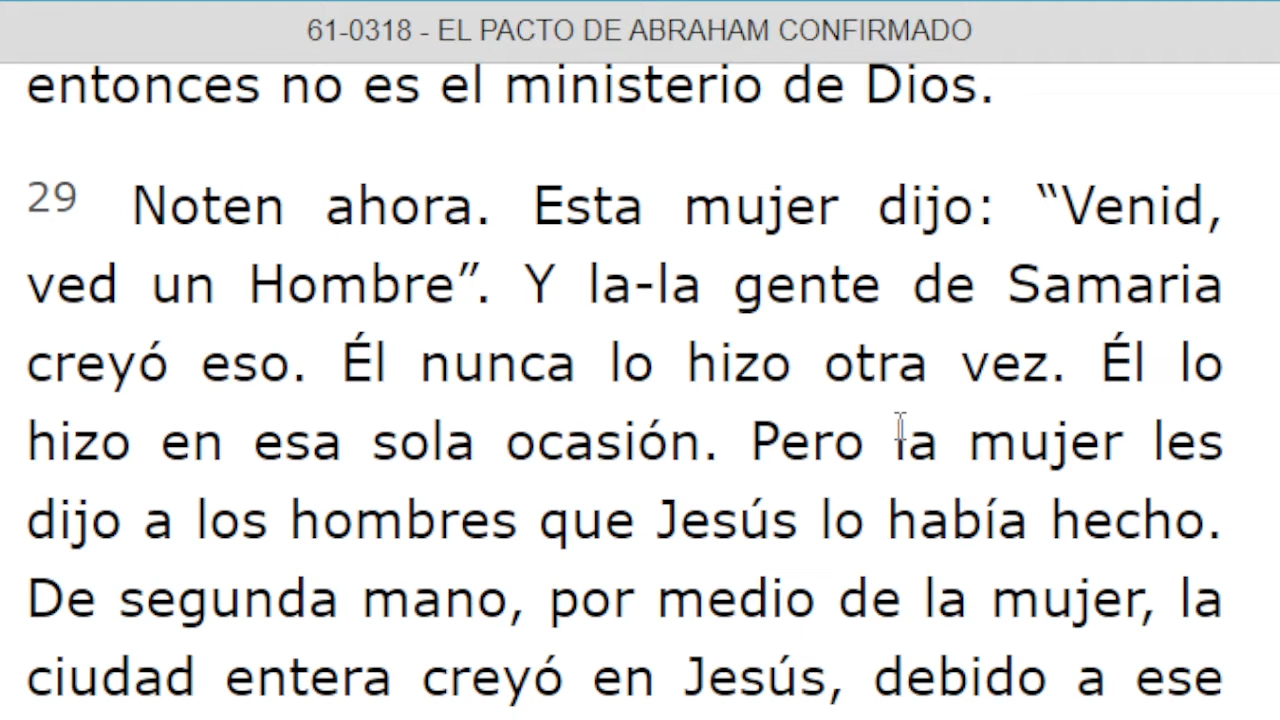 61-0318 - EL PACTO DE ABRAHAM CONFIRMADO
entonces no es el ministerio de Dios.
29 Noten ahora. Esta mujer dijo: “Venid,
ved un Hombre”. Y la-la gente de Samaria
creyó eso. Él nunca lo hizo otra vez. Él lo
hizo en esa sola ocasión. Pero la mujer les
dijo a los hombres que Jesús lo había hecho.
De segunda mano, por medio de la mujer, la
ciudad entera creyó en Jesús, debido a ese